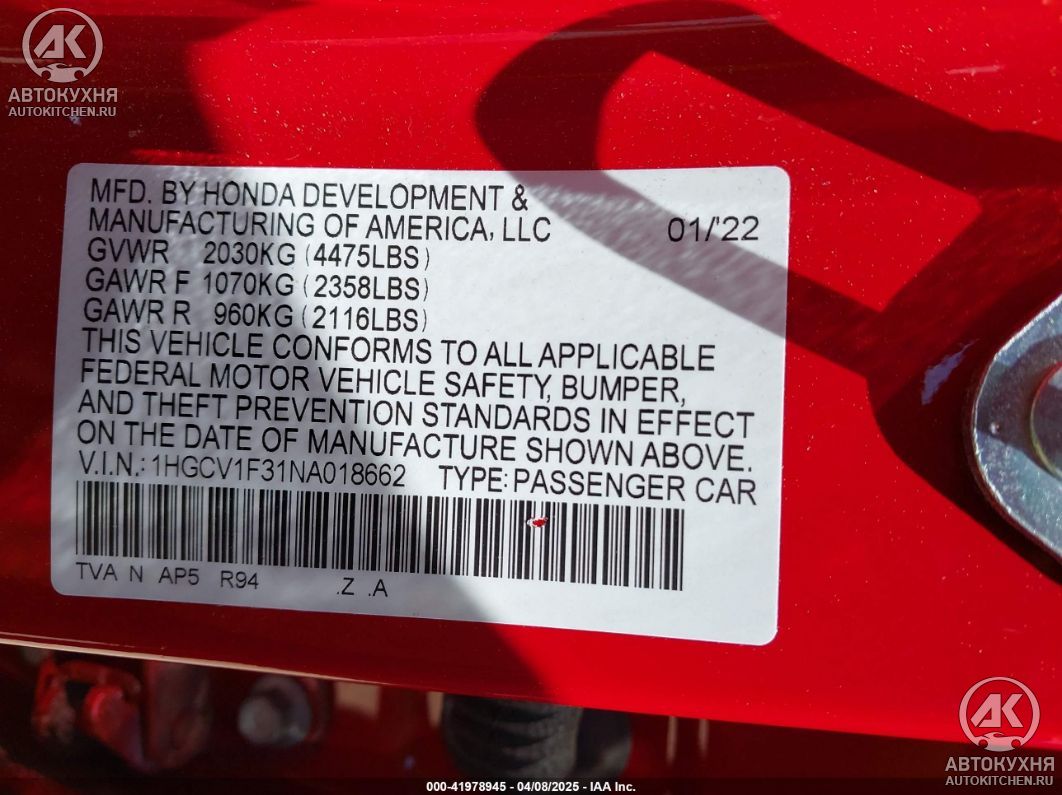 АК
АВТОКУХНЯ
AUTOKITCHEN.RU
MFD. BY HONDA DEVELOPMENT &
MANUFACTURING OF AMERICA, LLC 01/'22
GVWR 2030KG (4475LBS)
GAWR F 1070KG (2358LBS)
GAWR R 960KG (2116LBS)
THIS VEHICLE CONFORMS TO ALL APPLICABLE
FEDERAL MOTOR VEHICLE SAFETY, BUMPER,
AND THEFT PREVENTION STANDARDS IN EFFECT
ON THE DATE OF MANUFACTURE SHOWN ABOVE.
V.I.N.: 1HGCV1F31NA018662 TYPE: PASSENGER CAR
TVA N AP5 R94 .Z .A
АК
АВТОКУХНЯ
AUTOKITCHEN.RU
000-41978945 - 04/08/2025 - IAA Inc.